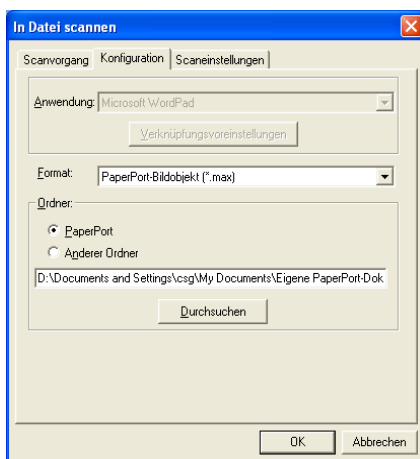 In Datei scannen
Scanvorgang Konfiguration Scaneinstellungen
Anwendung: Microsoft WordPad
Verknüpfungsvoreinstellungen
Format: PaperPort-Bildobjekt (*.max)
Ordner:
PaperPort
Anderer Ordner
D:\Documents and Settings\csg\My Documents\Eigene PaperPort-Dok
Durchsuchen
OK Abbrechen